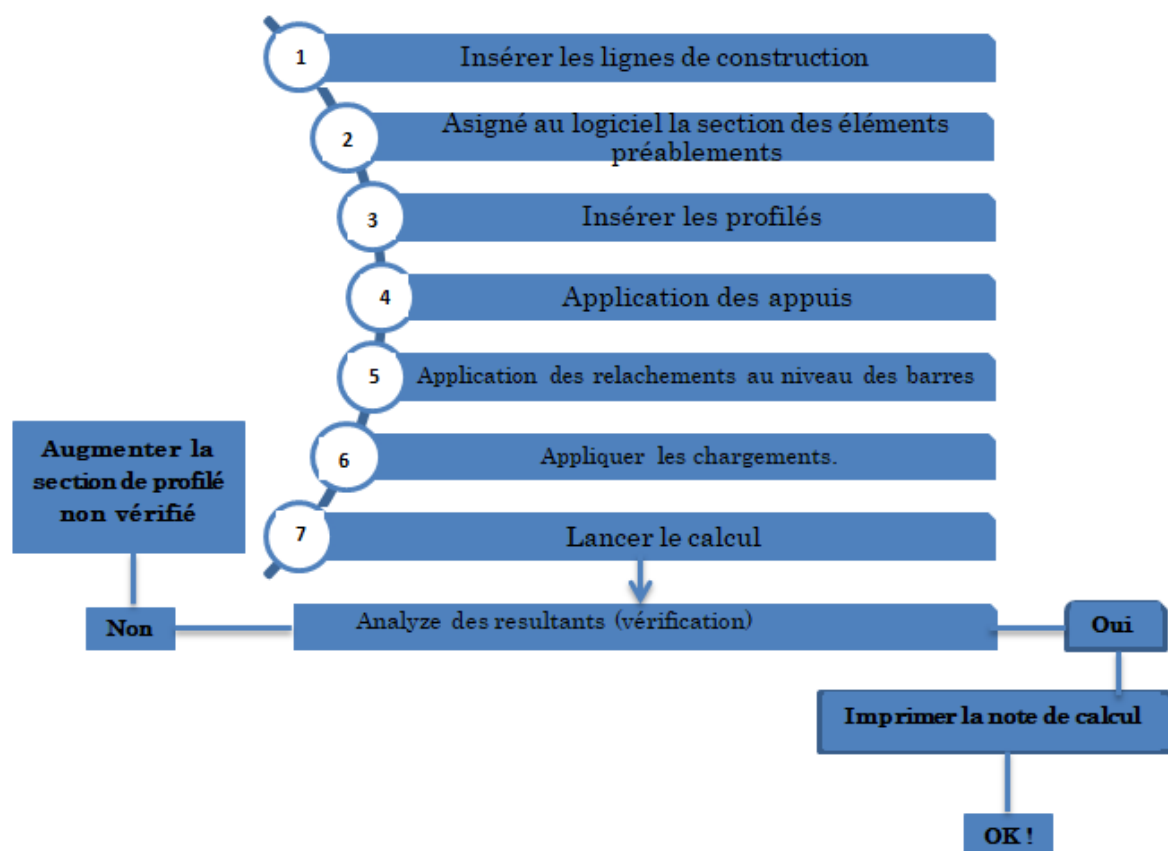 1
Insérer les lignes de construction
2
Asigné au logiciel la section des éléments
préablements
3
Insérer les profilés
4
Application des appuis
5
Application des relachements au niveau des barres
6
Appliquer les chargements.
7
Lancer le calcul
Augmenter la
section de profilé
non vérifié
Non
Analyze des resultants (vérification)
Oui
Imprimer la note de calcul
OK !